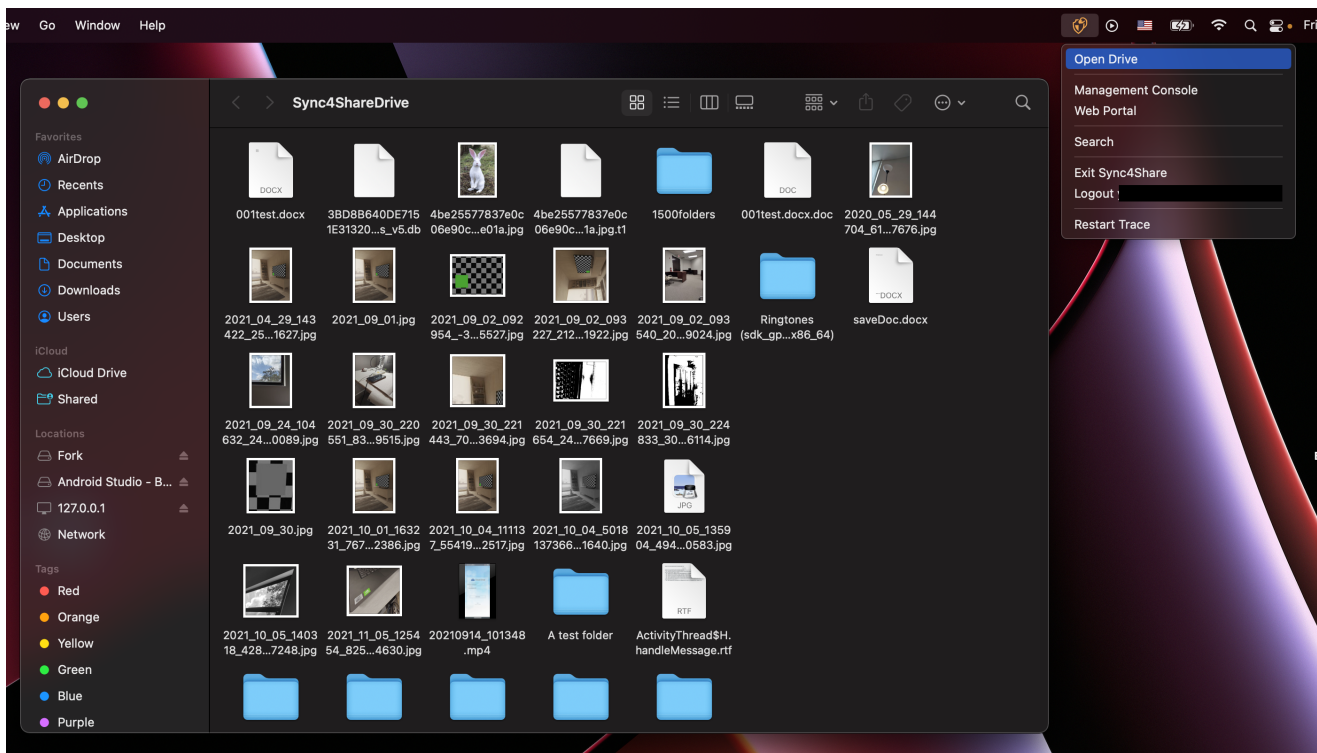 ew Go Window Help
Fri
Open Drive
Management Console
Web Portal
Search
Exit Sync4Share
Logout
Restart Trace
Sync4ShareDrive
Favorites
AirDrop
Recents
Applications
Desktop
Documents
Downloads
Users
iCloud
iCloud Drive
Shared
Locations
Fork
Android Studio - B...
127.0.0.1
Network
Tags
Red
Orange
Yellow
Green
Blue
Purple
DOCX DOC
001test.docx 3BD8B640DE715 4be25577837e0c 4be25577837e0c 1500folders 001test.docx.doc 2020_05_29_144
1E31320...s_v5.db 06e90c...e01a.jpg 06e90c...1a.jpg.t1 704_61...7676.jpg
DOCX
2021_04_29_143 2021_09_01.jpg 2021_09_02_092 2021_09_02_093 2021_09_02_093 Ringtones saveDoc.docx
422_25...1627.jpg 954_-3...5527.jpg 227_212...1922.jpg 540_20...9024.jpg (sdk_gp...x86_64)
2021_09_24_104 2021_09_30_220 2021_09_30_221 2021_09_30_221 2021_09_30_224
632_24...0089.jpg 551_83...9515.jpg 443_70...3694.jpg 654_24...7669.jpg 833_30...6114.jpg
JPG
2021_09_30.jpg 2021_10_01_1632 2021_10_04_11113 2021_10_04_5018 2021_10_05_1359
31_767...2386.jpg 7_55419...2517.jpg 137366...1640.jpg 04_494...0583.jpg
RTF
2021_10_05_1403 2021_11_05_1254 20210914_101348 A test folder ActivityThread$H.
18_428...7248.jpg 54_825...4630.jpg .mp4 handleMessage.rtf